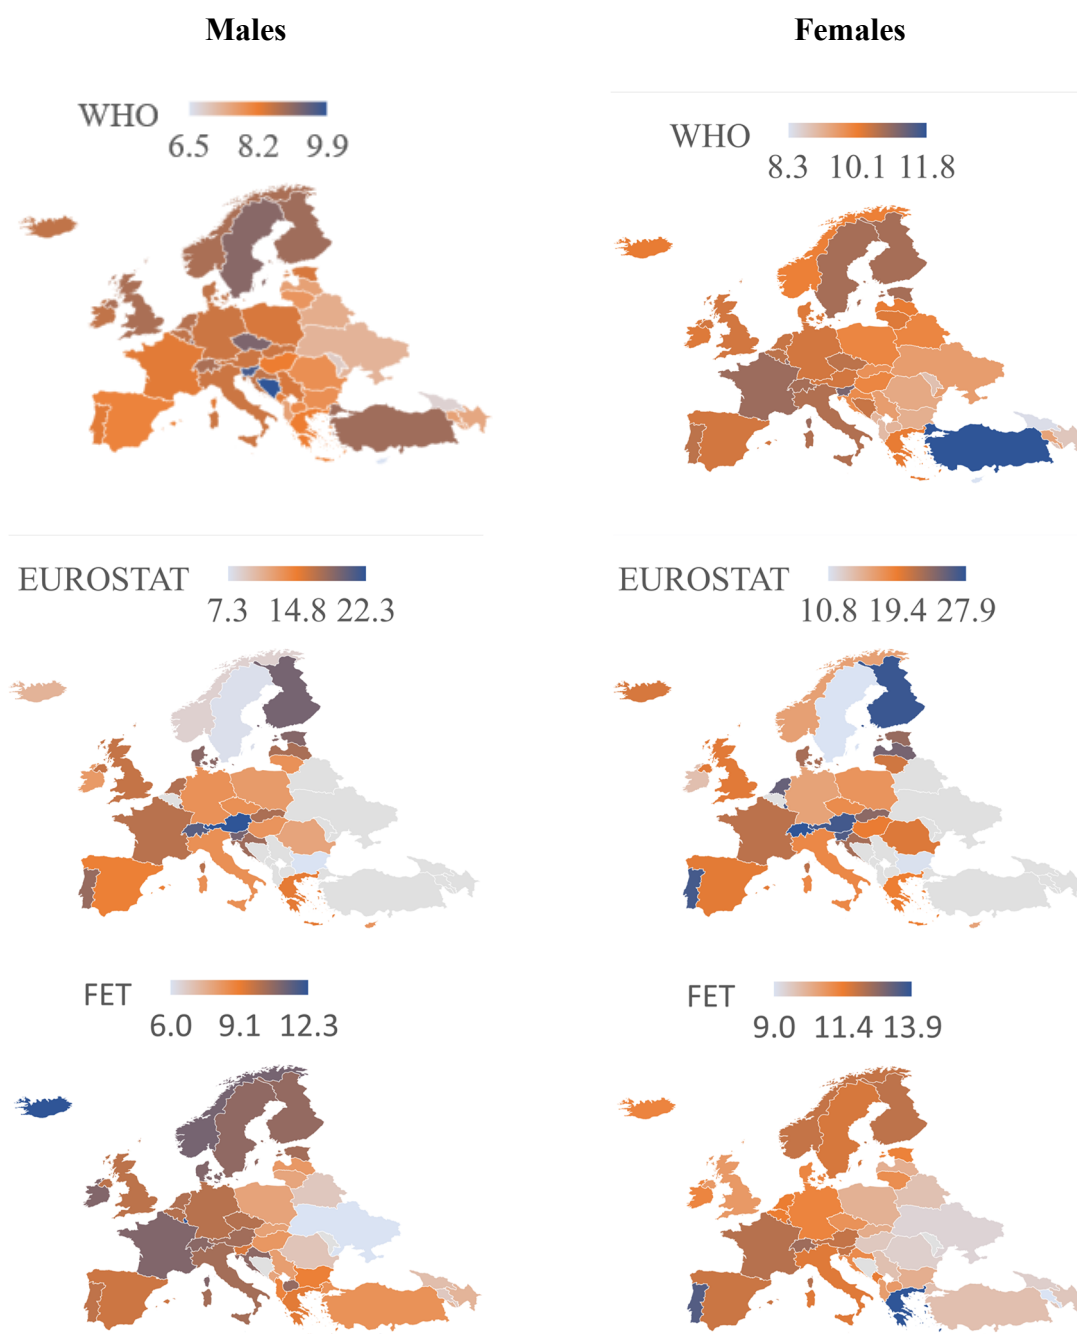 Males
Females
WHO
6.5 8.2 9.9
WHO
8.3 10.1 11.8
EUROSTAT
7.3 14.8 22.3
EUROSTAT
10.8 19.4 27.9
FET
6.0 9.1 12.3
FET
9.0 11.4 13.9